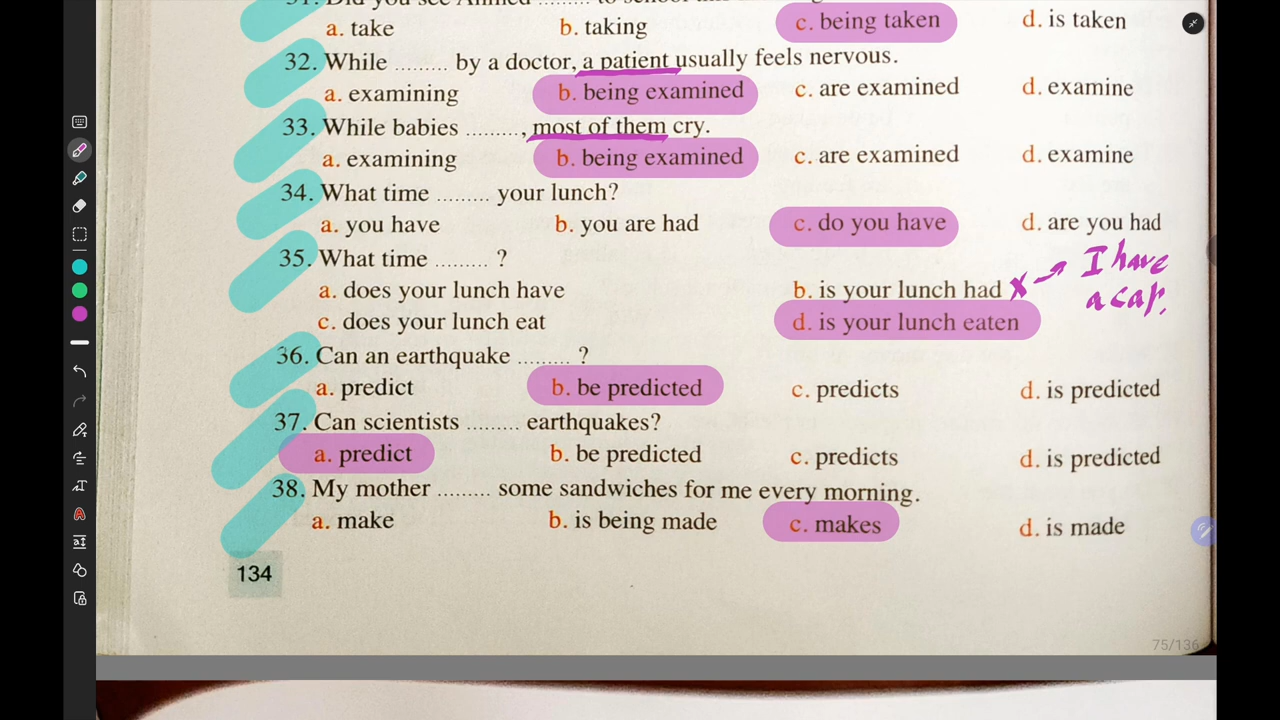 a. take b. taking c. being taken d. is taken
32. While ......... by a doctor, a patient usually feels nervous.
a. examining b. being examined c. are examined d. examine
33. While babies ........., most of them cry.
a. examining b. being examined c. are examined d. examine
34. What time ......... your lunch?
a. you have b. you are had c. do you have d. are you had
35. What time ......... ?
a. does your lunch have b. is your lunch had x → I have
a cap.
c. does your lunch eat d. is your lunch eaten
36. Can an earthquake ......... ?
a. predict b. be predicted c. predicts d. is predicted
37. Can scientists ......... earthquakes?
a. predict b. be predicted c. predicts d. is predicted
38. My mother ......... some sandwiches for me every morning.
a. make b. is being made c. makes d. is made
134
75/136